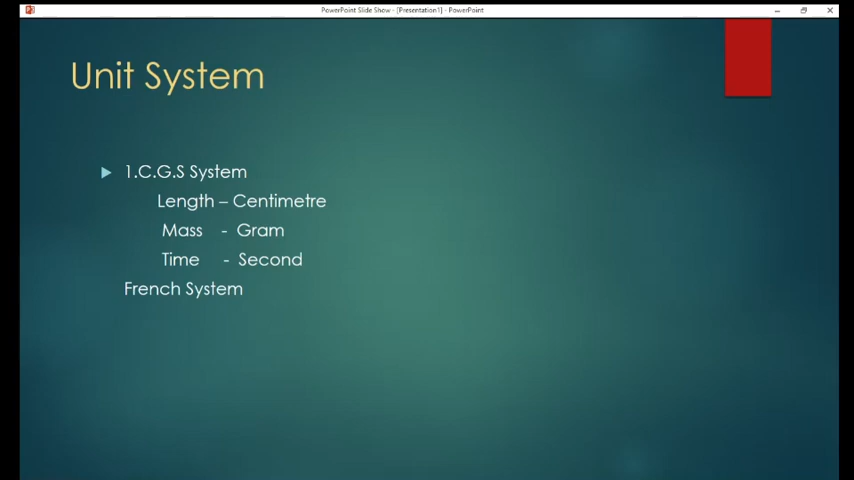 PowerPoint Slide Show - [Presentation1] - PowerPoint
Unit System
1.C.G.S System
Length – Centimetre
Mass - Gram
Time - Second
French System